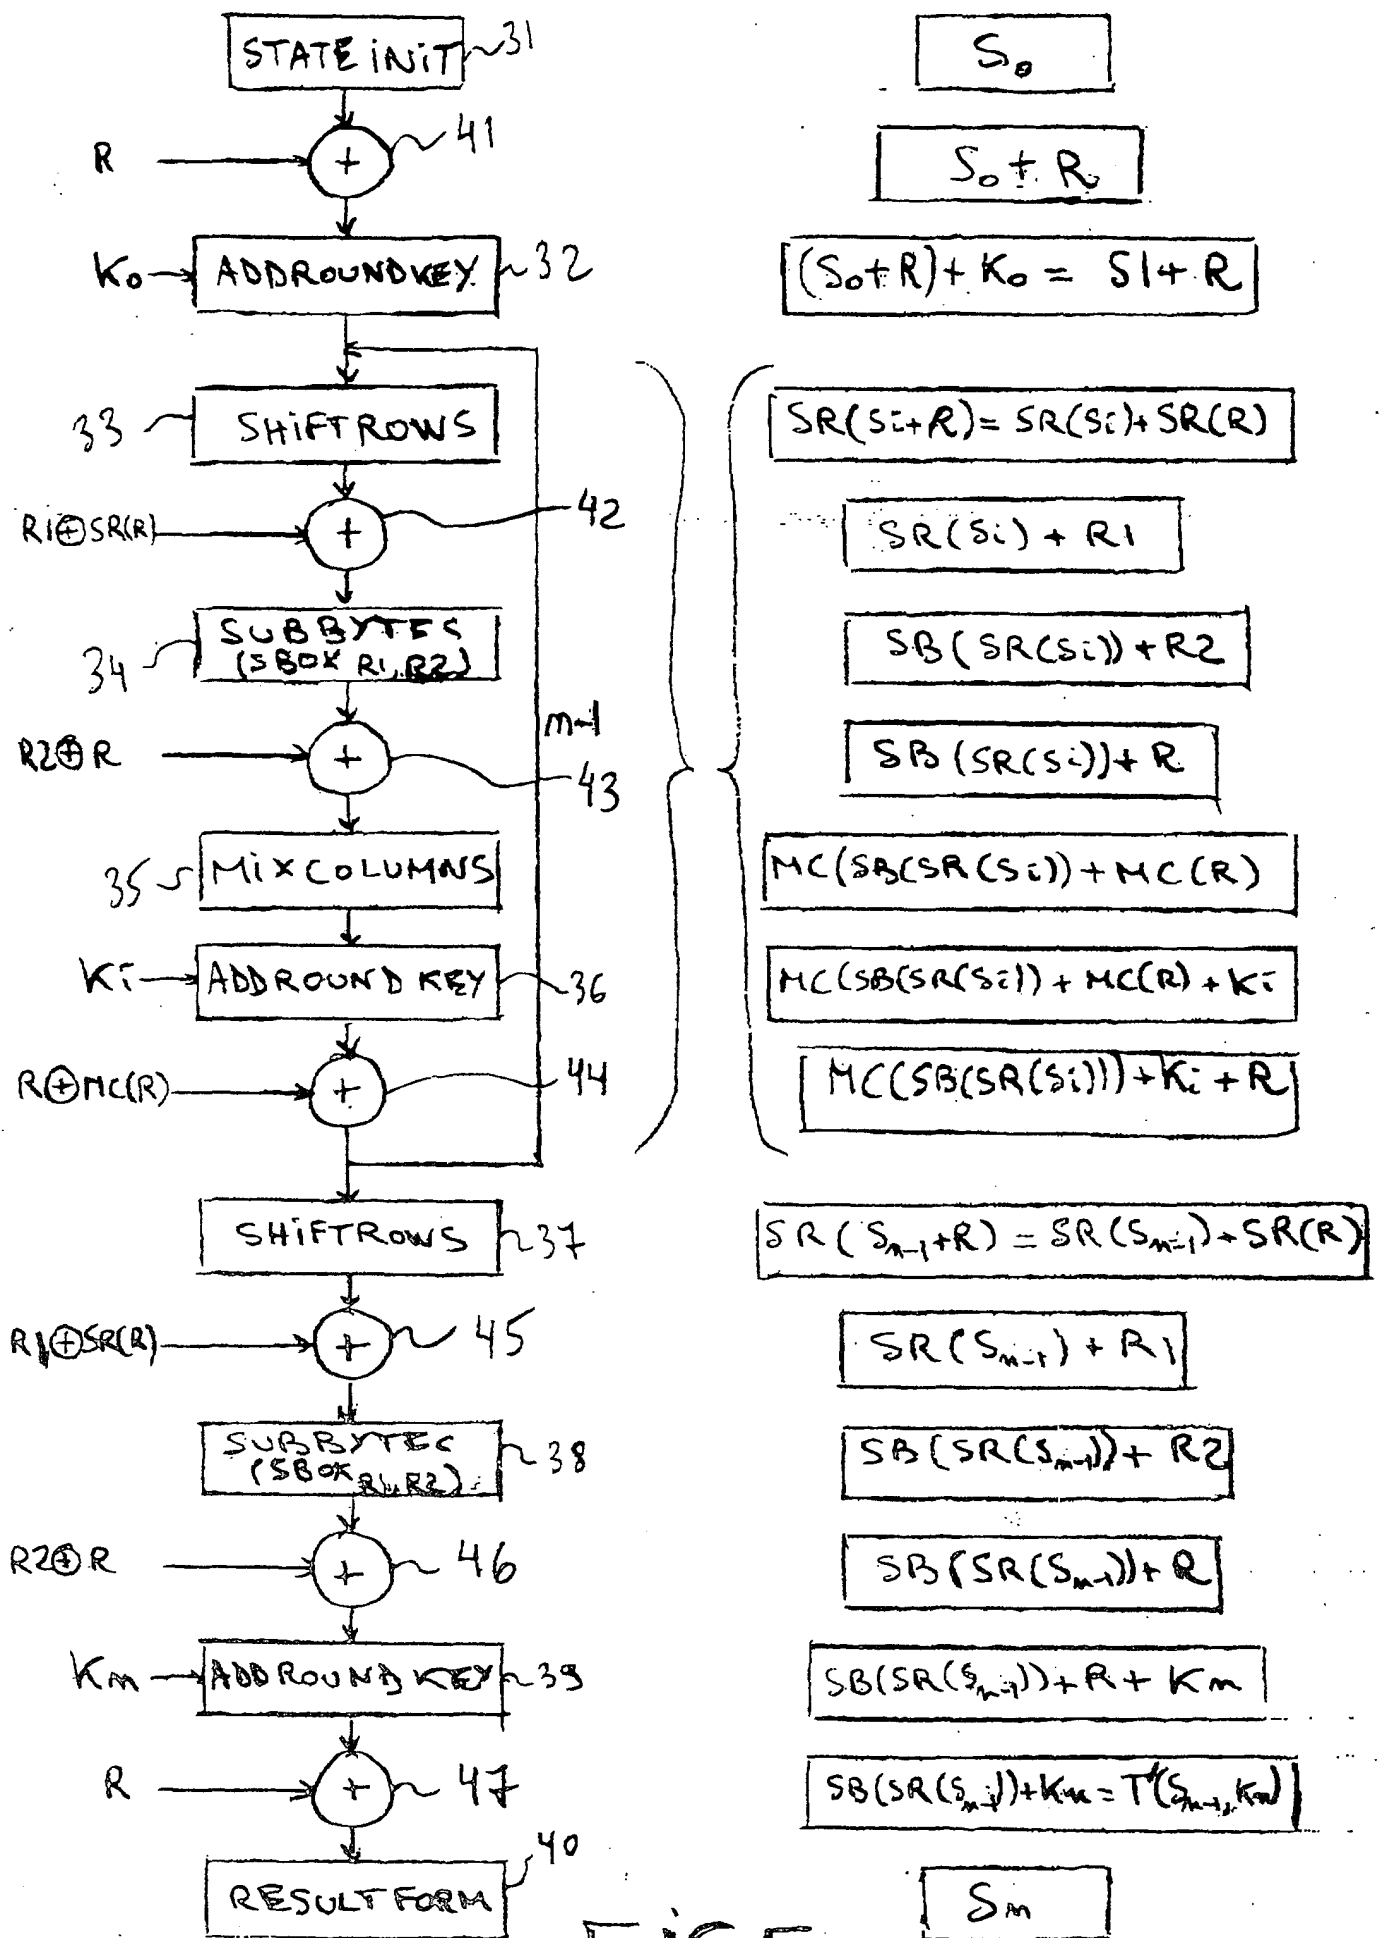 STATE INIT 31 S₀
R + 41 S₀ + R
K₀ ADDROUNDKEY 32 (S₀+R)+K₀ = S1+R
33 SHIFTROWS SR(Si+R)=SR(Si)+SR(R)
R1⊕SR(R) + 42 SR(Si) + R1
34 SUBBYTES SB(SR(Si))+R2
(SBOX R1,R2)
m-1
R2⊕R + 43 SB(SR(Si))+R
35 MIXCOLUMNS MC(SB(SR(Si))+MC(R)
Ki ADDROUNDKEY 36 MC(SB(SR(Si))+MC(R)+Ki
R⊕MC(R) + 44 MC(SB(SR(Si)))+Ki+R
SHIFTROWS 37 SR(Sₘ₋₁+R)=SR(Sₘ₋₁)+SR(R)
R1⊕SR(R) + 45 SR(Sₘ₋₁)+R1
SUBBYTES 38 SB(SR(Sₘ₋₁))+R2
(SBOX R1,R2)
R2⊕R + 46 SB(SR(Sₘ₋₁))+R
Km ADDROUNDKEY 39 SB(SR(Sₘ₋₁))+R+Km
R + 47 SB(SR(Sₘ₋₁))+Km=T'(Sₘ₋₁,Km)
RESULT FORM 40 Sm